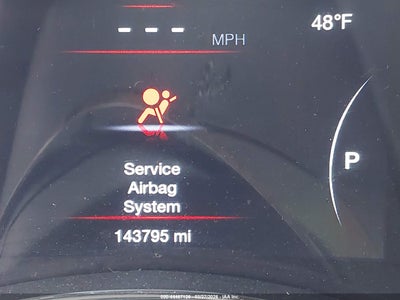 --- MPH
48°F
P
Service
Airbag
System
143795 mi